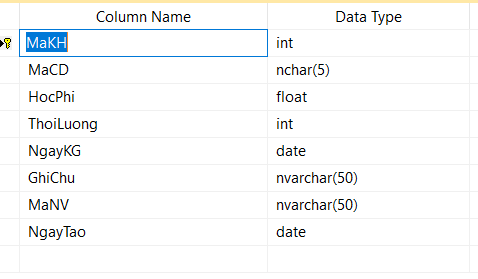 Column Name Data Type
MaKH int
MaCD nchar(5)
HocPhi float
ThoiLuong int
NgayKG date
GhiChu nvarchar(50)
MaNV nvarchar(50)
NgayTao date